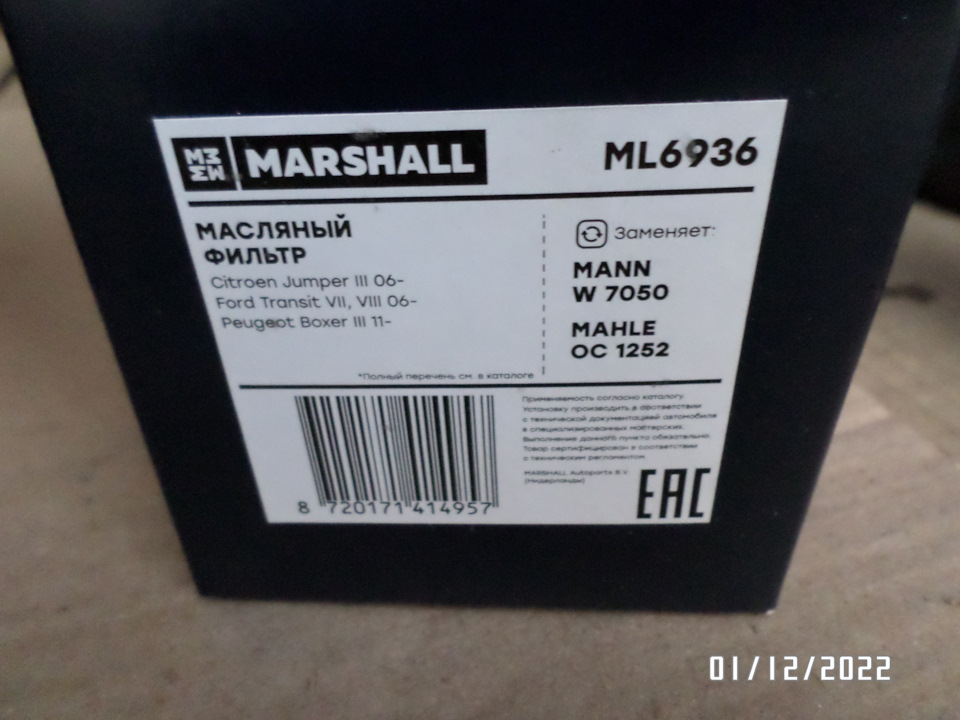 MARSHALL
ML6936
МАСЛЯНЫЙ
ФИЛЬТР
Citroen Jumper III 06-
Ford Transit VII, VIII 06-
Peugeot Boxer III 11-
*Полный перечень см. в каталоге
Заменяет:
MANN
W 7050
MAHLE
OC 1252
8 720171 414957
Применяемость согласно каталогу.
Установку производить в соответствии
с технической документацией автомобиля
в специализированных мастерских.
Выполнение данного пункта обязательно.
Товар сертифицирован в соответствии
с техническим регламентом
MARSHALL Autoparts B.V.
(Нидерланды)
EAC
01/12/2022